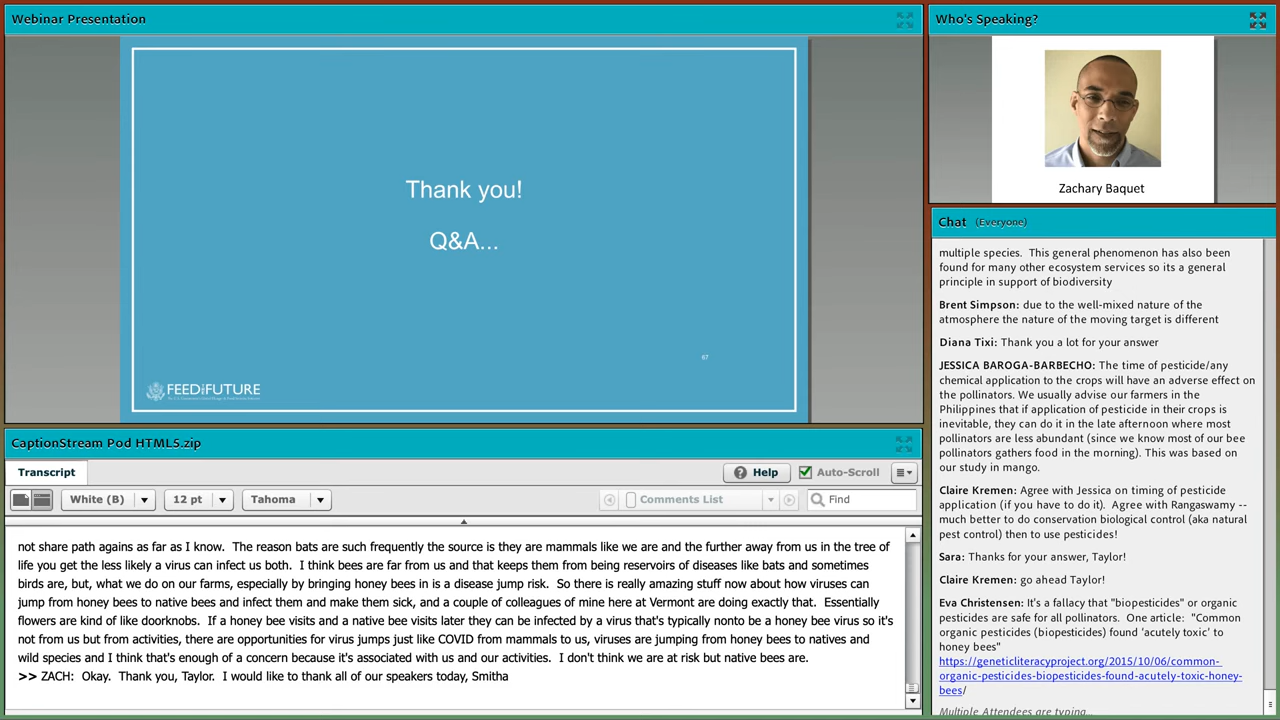 Webinar Presentation
Thank you!
Q&A...
67
FEEDtheFUTURE
Who's Speaking?
Zachary Baquet
Chat (Everyone)
multiple species.  This general phenomenon has also been
found for many other ecosystem services so its a general
principle in support of biodiversity
Brent Simpson: due to the well-mixed nature of the
atmosphere the nature of the moving target is different
Diana Tixi: Thank you a lot for your answer
JESSICA BAROGA-BARBECHO: The time of pesticide/any
chemical application to the crops will have an adverse effect on
the pollinators. We usually advise our farmers in the
Philippines that if application of pesticide in their crops is
inevitable, they can do it in the late afternoon where most
pollinators are less abundant (since we know most of our bee
pollinators gathers food in the morning). This was based on
our study in mango.
Claire Kremen: Agree with Jessica on timing of pesticide
application (if you have to do it).  Agree with Rangaswamy --
much better to do conservation biological control (aka natural
pest control) then to use pesticides!
Sara: Thanks for your answer, Taylor!
Claire Kremen: go ahead Taylor!
Eva Christensen: It's a fallacy that "biopesticides" or organic
pesticides are safe for all pollinators.  One article:  "Common
organic pesticides (biopesticides) found 'acutely toxic' to
honey bees"
https://geneticliteracyproject.org/2015/10/06/common-
organic-pesticides-biopesticides-found-acutely-toxic-honey-
bees/
Multiple Attendees are typing...
CaptionStream Pod HTML5.zip
Transcript
Help
Auto-Scroll
White (B)
12 pt
Tahoma
Comments List
Find
not share path agains as far as I know.  The reason bats are such frequently the source is they are mammals like we are and the further away from us in the tree of
life you get the less likely a virus can infect us both.  I think bees are far from us and that keeps them from being reservoirs of diseases like bats and sometimes
birds are, but, what we do on our farms, especially by bringing honey bees in is a disease jump risk.  So there is really amazing stuff now about how viruses can
jump from honey bees to native bees and infect them and make them sick, and a couple of colleagues of mine here at Vermont are doing exactly that.  Essentially
flowers are kind of like doorknobs.  If a honey bee visits and a native bee visits later they can be infected by a virus that's typically nonto be a honey bee virus so it's
not from us but from activities, there are opportunities for virus jumps just like COVID from mammals to us, viruses are jumping from honey bees to natives and
wild species and I think that's enough of a concern because it's associated with us and our activities.  I don't think we are at risk but native bees are.
>> ZACH:  Okay.  Thank you, Taylor.  I would like to thank all of our speakers today, Smitha